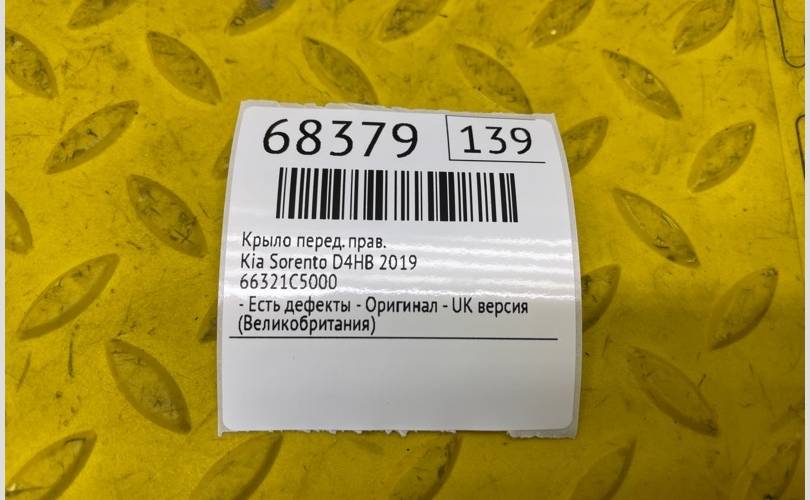 68379 139
Крыло перед. прав.
Kia Sorento D4HB 2019
66321C5000
- Есть дефекты - Оригинал - UK версия
(Великобритания)